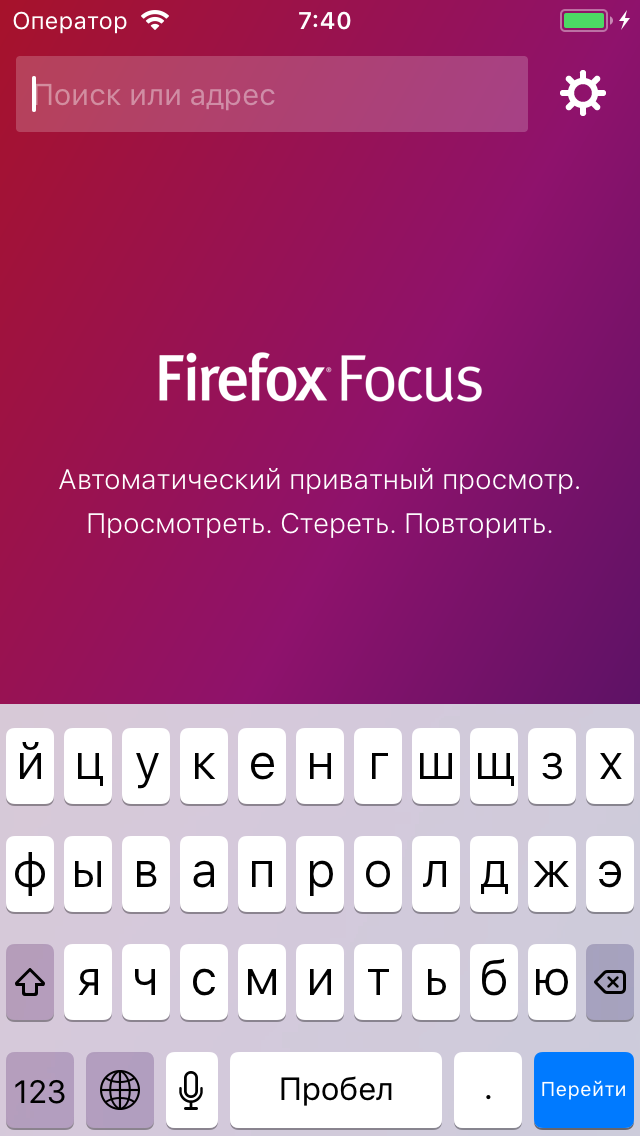 Оператор 7:40
Поиск или адрес
Firefox® Focus
Автоматический приватный просмотр.
Просмотреть. Стереть. Повторить.
й ц у к е н г ш щ з х
ф ы в а п р о л д ж э
я ч с м и т ь б ю
123 Пробел . Перейти